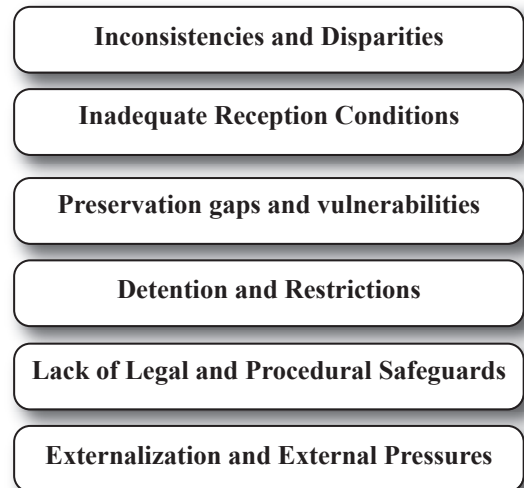 Inconsistencies and Disparities
Inadequate Reception Conditions
Preservation gaps and vulnerabilities
Detention and Restrictions
Lack of Legal and Procedural Safeguards
Externalization and External Pressures